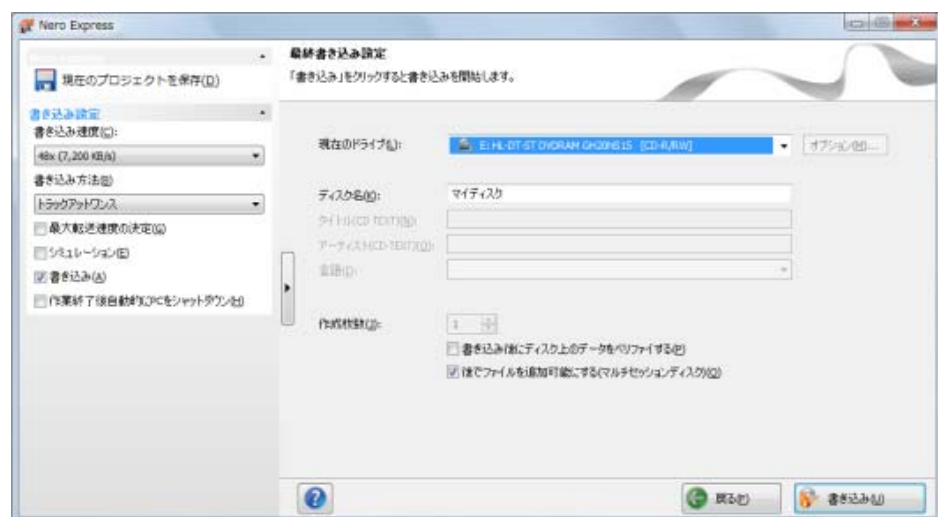 Nero Express
現在のプロジェクトを保存(D)
書き込み設定
書き込み速度(C):
48x (7,200 KB/s)
書き込み方法(B)
トラックアットワンス
最大転送速度の決定(G)
シミュレーション(E)
書き込み(A)
作業終了後自動的にPCをシャットダウン(H)
最終書き込み設定
「書き込み」をクリックすると書き込みを開始します。
現在のドライブ(L):
E: HL-DT-ST DVDRAM GH20NS15 [CD-R/RW]
オプション(M)...
ディスク名(K):
マイディスク
タイトル(CD TEXT)(N):
アーティスト(CD-TEXT)(O):
言語(I):
作成枚数(J):
1
書き込み後にディスク上のデータをベリファイする(P)
後でファイルを追加可能にする(マルチセッションディスク)(Q)
戻る(F)
書き込み(U)